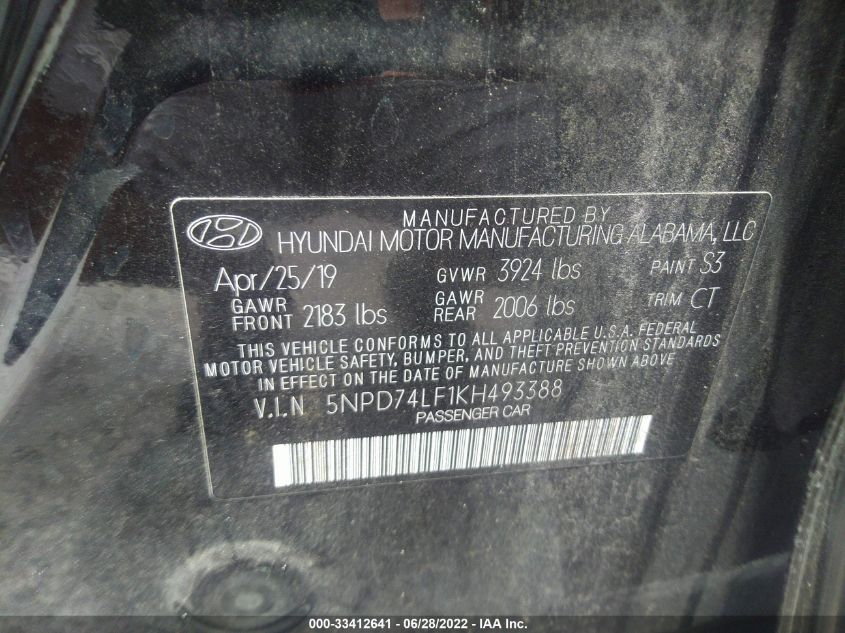 MANUFACTURED BY
HYUNDAI MOTOR MANUFACTURING ALABAMA, LLC
Apr/25/19 GVWR 3924 lbs PAINT S3
GAWR FRONT 2183 lbs GAWR REAR 2006 lbs TRIM CT
THIS VEHICLE CONFORMS TO ALL APPLICABLE U.S.A. FEDERAL
MOTOR VEHICLE SAFETY, BUMPER, AND THEFT PREVENTION STANDARDS
IN EFFECT ON THE DATE OF MANUFACTURE SHOWN ABOVE
V.I.N 5NPD74LF1KH493388
PASSENGER CAR
000-33412641 - 06/28/2022 - IAA Inc.